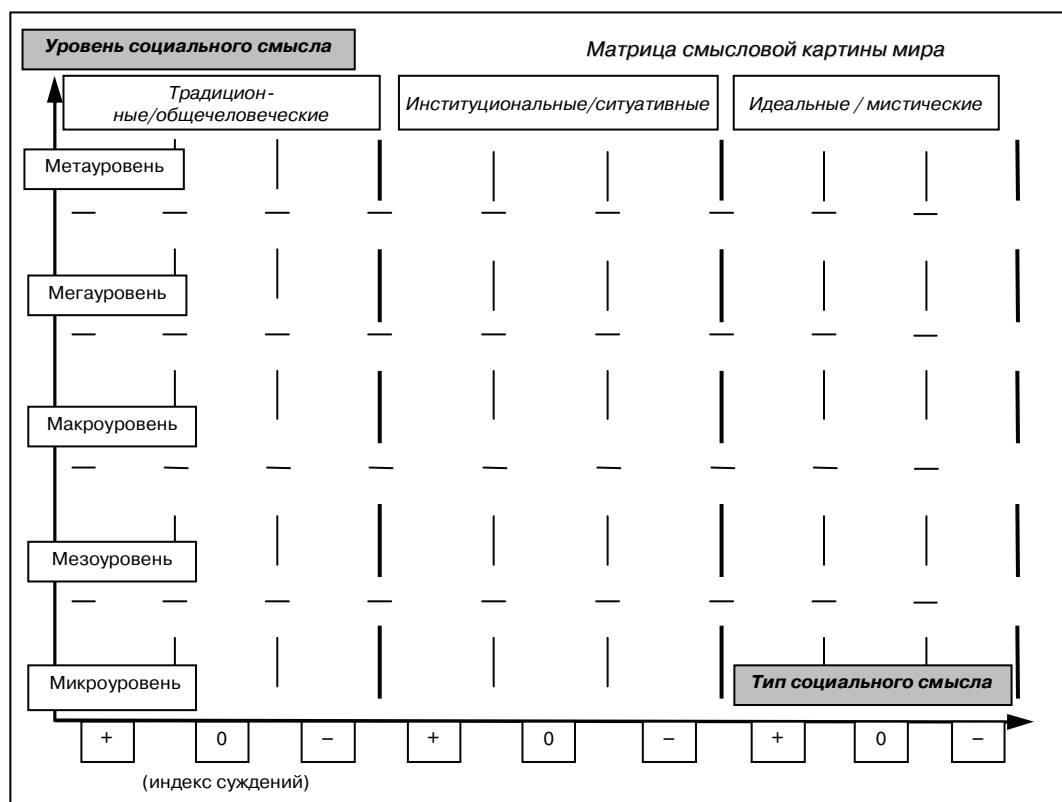 Уровень социального смысла
Матрица смысловой картины мира
Традицион-
ные/общечеловеческие
Институциональные/ситуативные
Идеальные / мистические
Метауровень
Мегауровень
Макроуровень
Мезоуровень
Микроуровень
Тип социального смысла
+ 0 – + 0 – + 0 –
(индекс суждений)